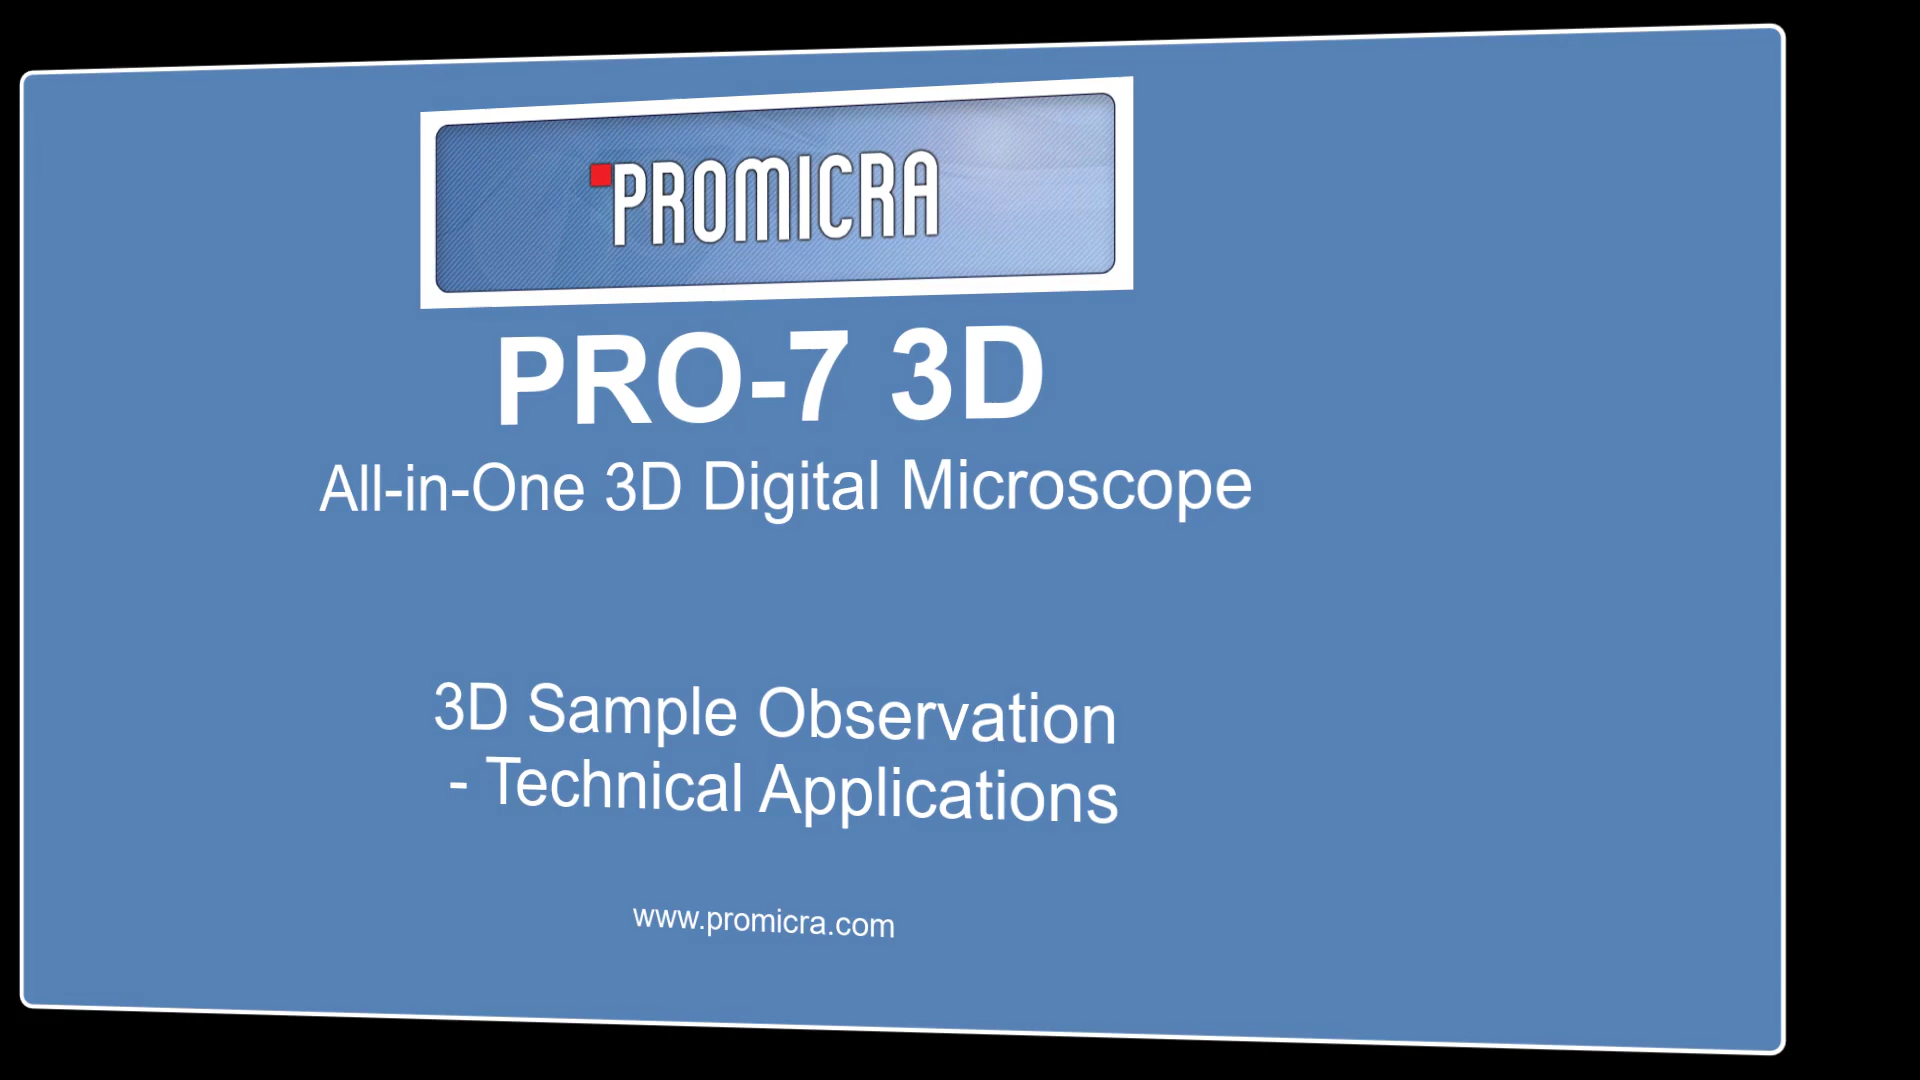 PROMICRA
PRO-7 3D
All-in-One 3D Digital Microscope
3D Sample Observation
- Technical Applications
www.promicra.com